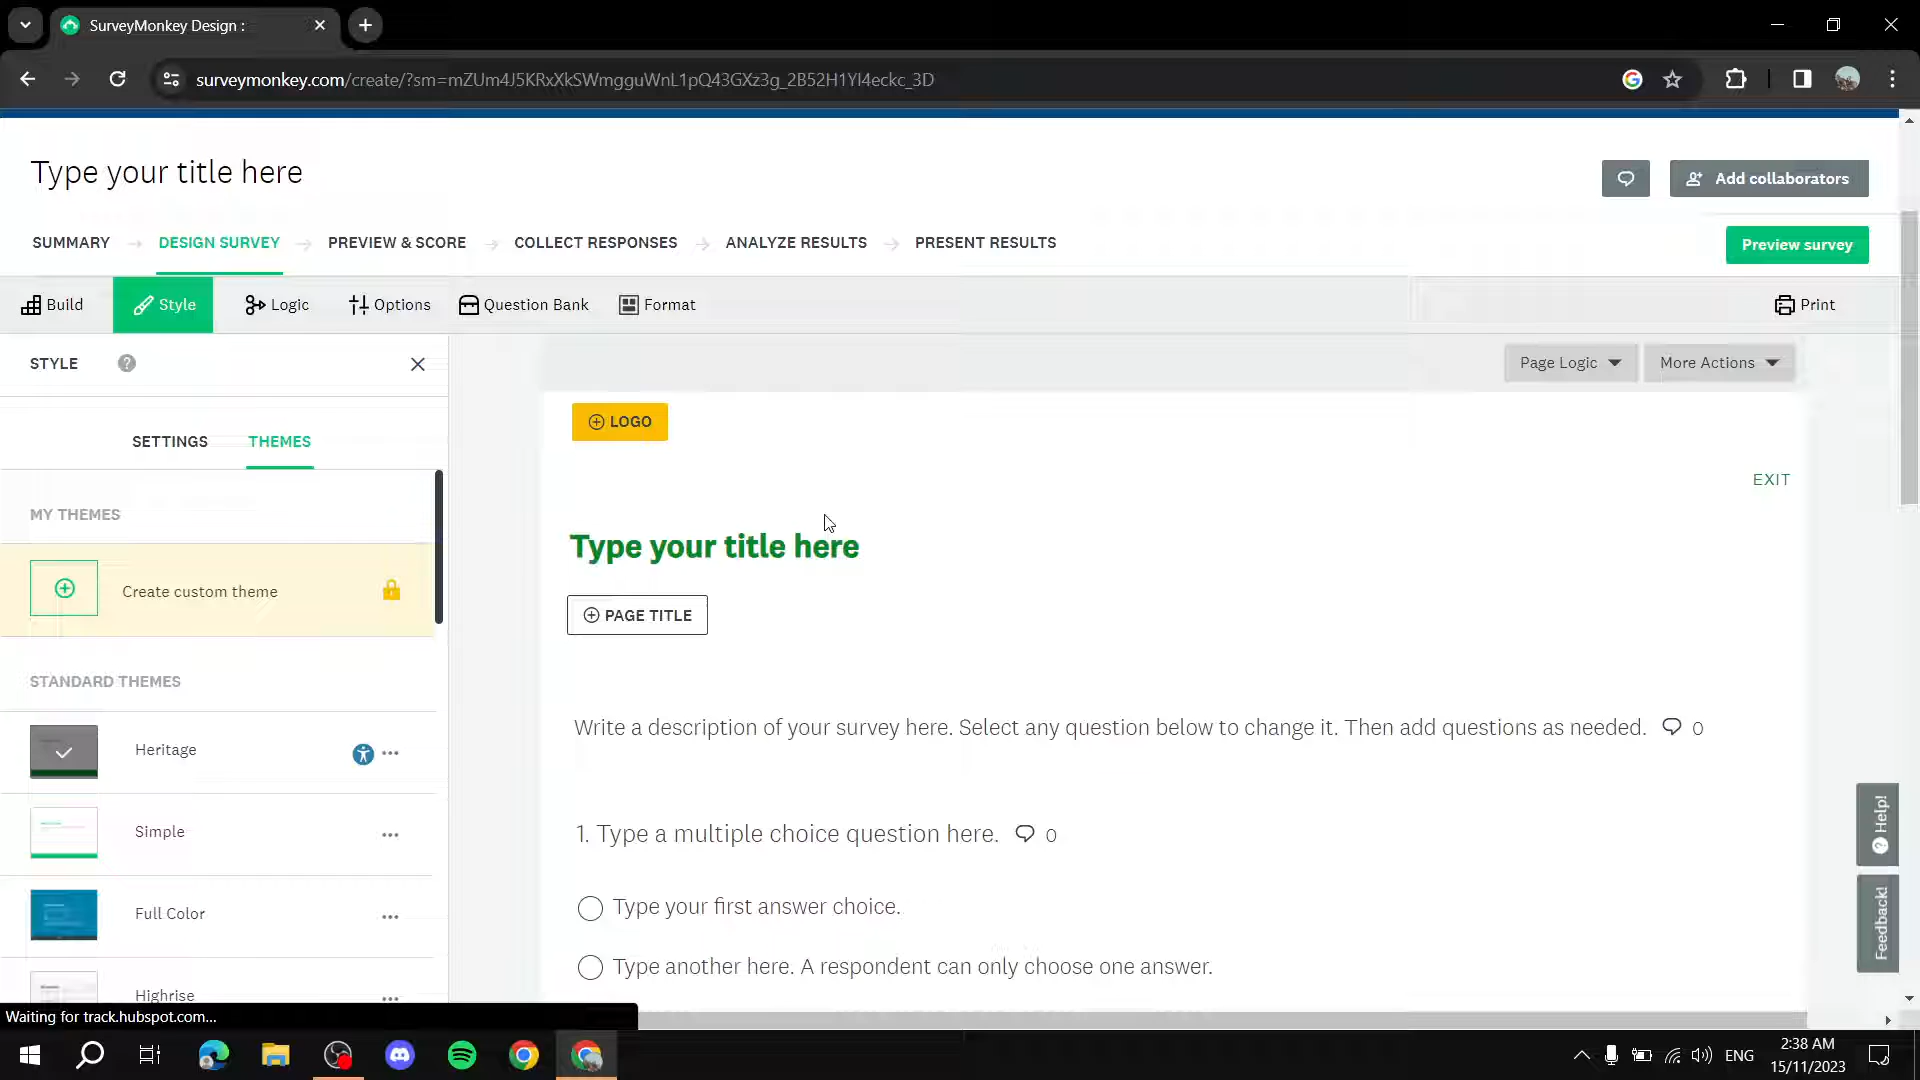 SurveyMonkey Design :
surveymonkey.com/create/?sm=mZUm4J5KRxXkSWmgguWnL1pQ43GXz3g_2B52H1Yl4eckc_3D
Type your title here
Add collaborators
SUMMARY
DESIGN SURVEY
PREVIEW & SCORE
COLLECT RESPONSES
ANALYZE RESULTS
PRESENT RESULTS
Preview survey
Build
Style
Logic
Options
Question Bank
Format
Print
STYLE
Page Logic
More Actions
LOGO
SETTINGS
THEMES
EXIT
MY THEMES
Type your title here
Create custom theme
PAGE TITLE
STANDARD THEMES
Write a description of your survey here. Select any question below to change it. Then add questions as needed. 0
Heritage
Simple
1. Type a multiple choice question here. 0
Help!
Full Color
Type your first answer choice.
Feedback!
Type another here. A respondent can only choose one answer.
Highrise
Waiting for track.hubspot.com...
ENG
2:38 AM
15/11/2023